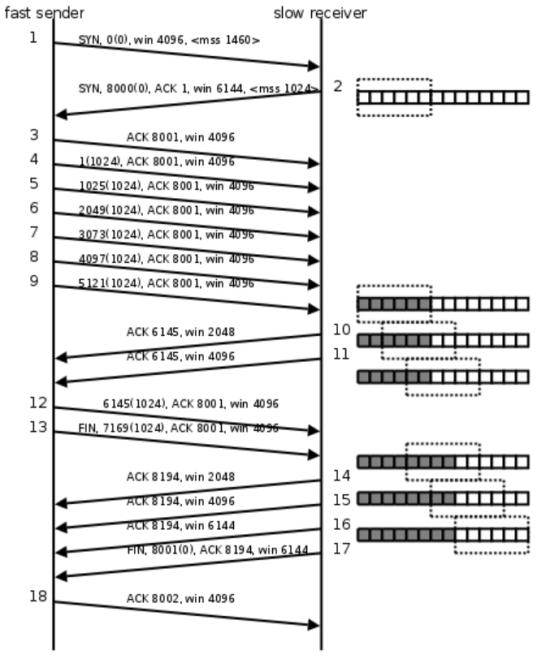 fast sender slow receiver
1 SYN, 0(0), win 4096, <mss 1460>
SYN, 8000(0), ACK 1, win 6144, <mss 1024> 2
3 ACK 8001, win 4096
4 1(1024), ACK 8001, win 4096
5 1025(1024), ACK 8001, win 4096
6 2049(1024), ACK 8001, win 4096
7 3073(1024), ACK 8001, win 4096
8 4097(1024), ACK 8001, win 4096
9 5121(1024), ACK 8001, win 4096
ACK 6145, win 2048 10
ACK 6145, win 4096 11
12 6145(1024), ACK 8001, win 4096
13 FIN, 7169(1024), ACK 8001, win 4096
ACK 8194, win 2048 14
ACK 8194, win 4096 15
ACK 8194, win 6144 16
FIN, 8001(0), ACK 8194, win 6144 17
18 ACK 8002, win 4096